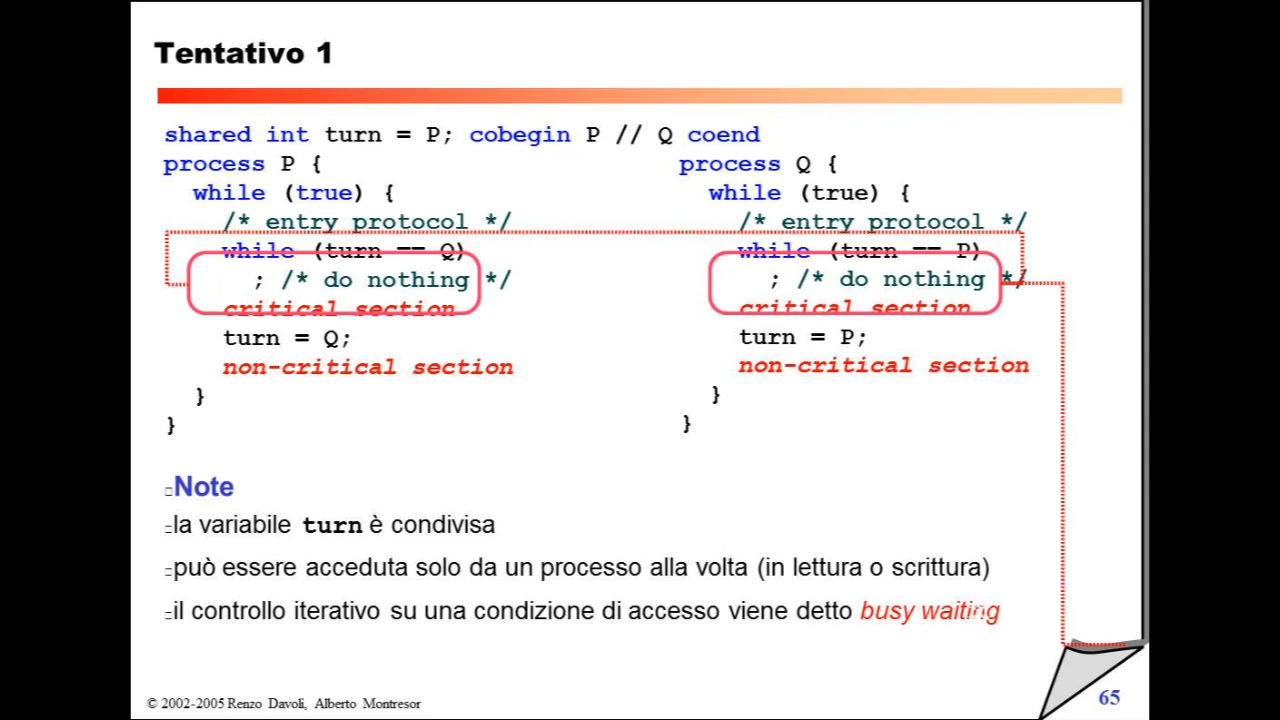 Tentativo 1
shared int turn = P; cobegin P // Q coend
process P {
while (true) {
/* entry protocol */
while (turn == Q)
; /* do nothing */
critical section
turn = Q;
non-critical section
}
}
process Q {
while (true) {
/* entry protocol */
while (turn == P)
; /* do nothing */
critical section
turn = P;
non-critical section
}
}
Note
la variabile turn è condivisa
può essere acceduta solo da un processo alla volta (in lettura o scrittura)
il controllo iterativo su una condizione di accesso viene detto busy waiting
© 2002-2005 Renzo Davoli, Alberto Montresor
65